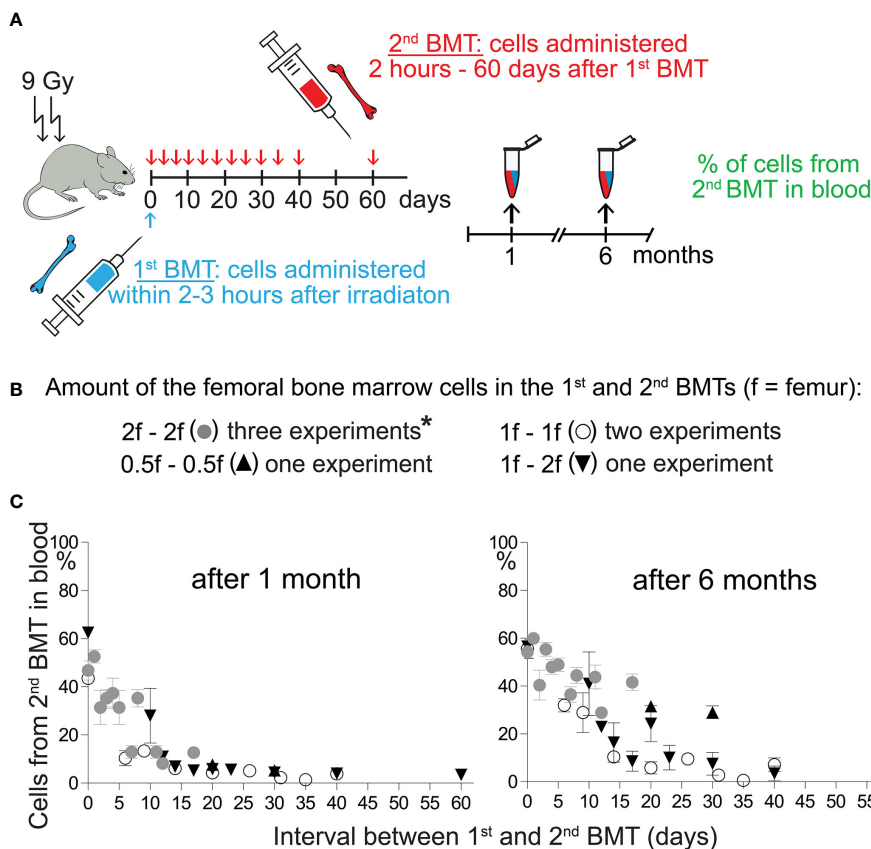 A
9 Gy
2nd BMT: cells administered
2 hours - 60 days after 1st BMT
0 10 20 30 40 50 60 days
1st BMT: cells administered
within 2-3 hours after irradiaton
1 6 months
% of cells from
2nd BMT in blood
B Amount of the femoral bone marrow cells in the 1st and 2nd BMTs (f = femur):
2f - 2f (●) three experiments* 1f - 1f (○) two experiments
0.5f - 0.5f (▲) one experiment 1f - 2f (▼) one experiment
C
Cells from 2nd BMT in blood
100
%
80
60
40
20
0
0 5 10 15 20 25 30 35 40 45 50 55 60
after 1 month
100
%
80
60
40
20
0
0 5 10 15 20 25 30 35 40 45 50 55
after 6 months
Interval between 1st and 2nd BMT (days)